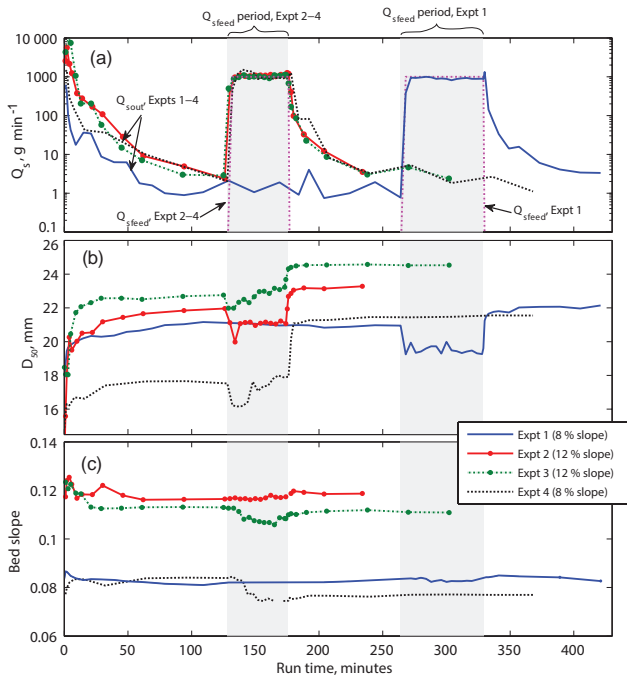 Q_sfeed period, Expt 2−4
Q_sfeed period, Expt 1
(a)
Q_s, g min⁻¹
10 000
1000
100
10
1
0.1
Q_sout, Expts 1−4
Q_sfeed, Expt 2−4
Q_sfeed, Expt 1
(b)
D_50, mm
26
24
22
20
18
16
Expt 1 (8 % slope)
Expt 2 (12 % slope)
Expt 3 (12 % slope)
Expt 4 (8 % slope)
(c)
Bed slope
0.14
0.12
0.1
0.08
0.06
0 50 100 150 200 250 300 350 400
Run time, minutes